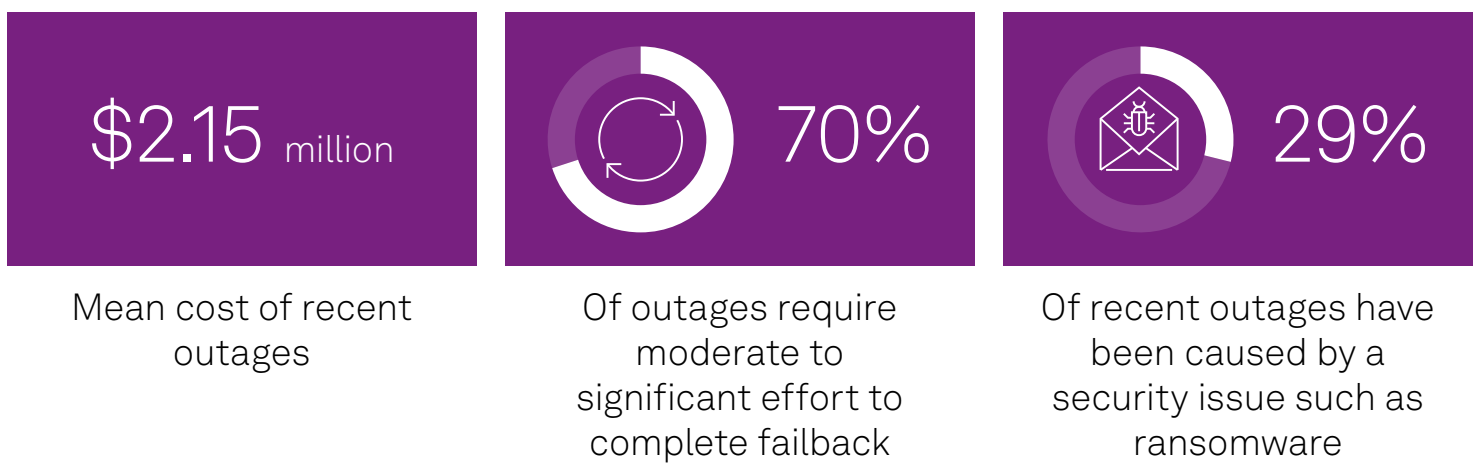 $2.15 million
Mean cost of recent
outages
70%
Of outages require
moderate to
significant effort to
complete failback
29%
Of recent outages have
been caused by a
security issue such as
ransomware